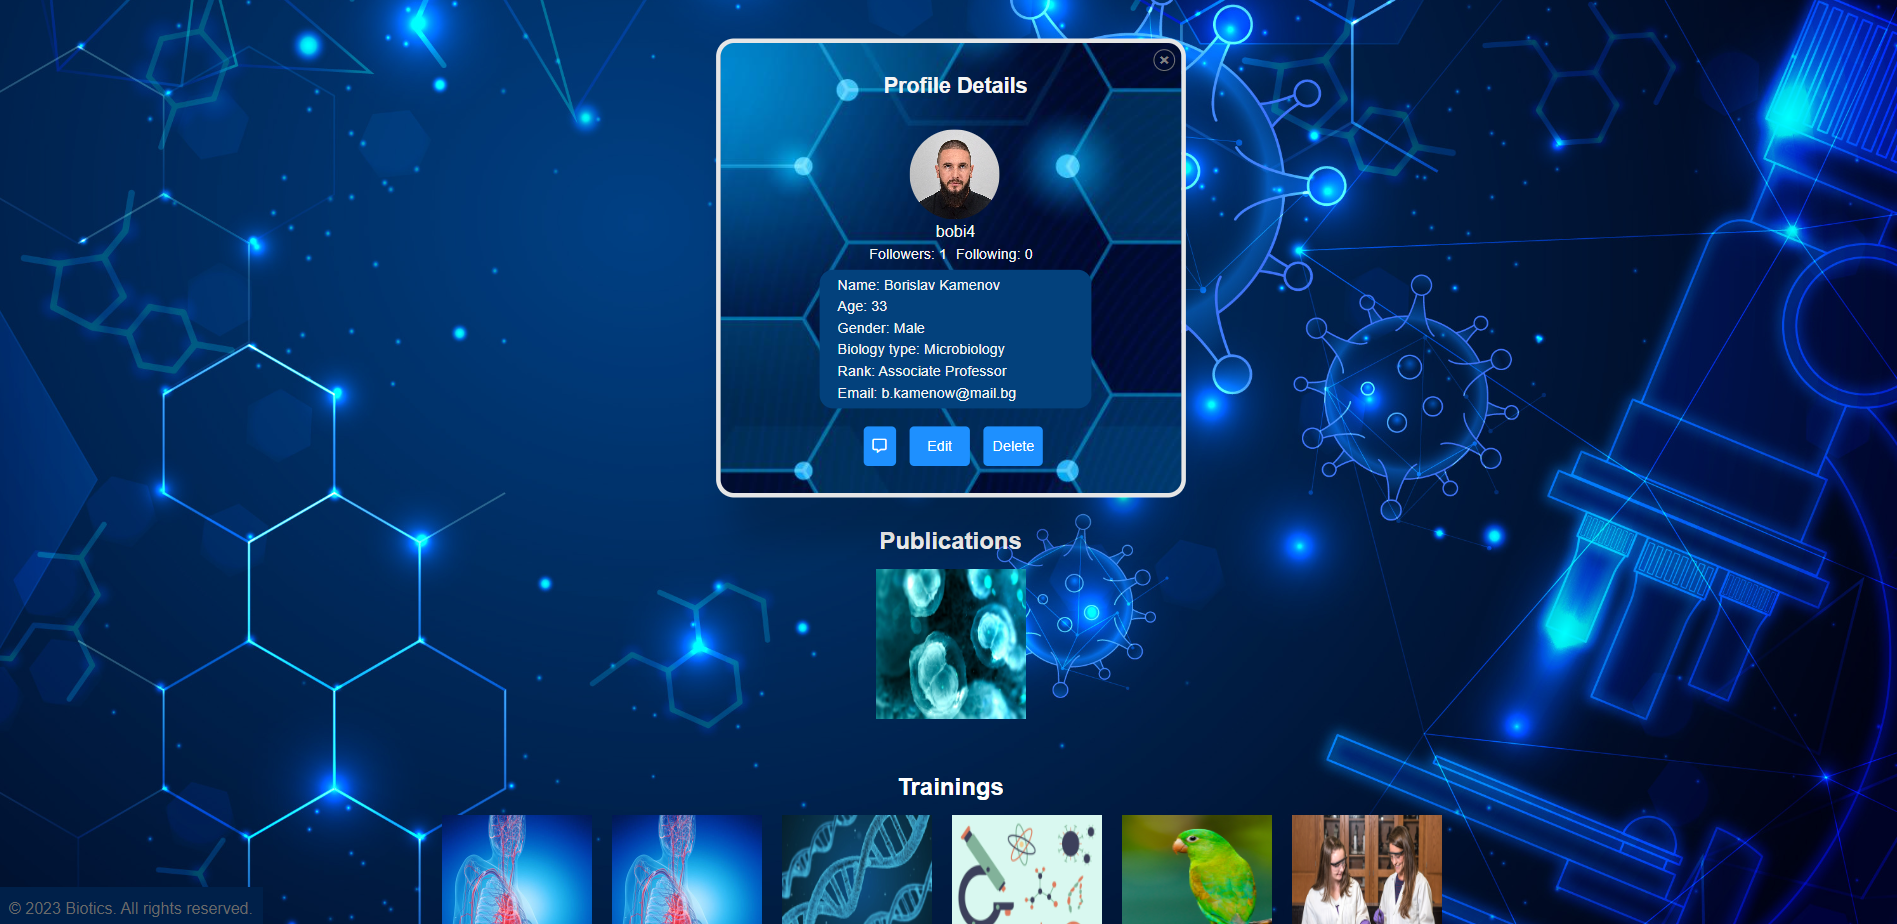 Profile Details
bobi4
Followers: 1 Following: 0
Name: Borislav Kamenov
Age: 33
Gender: Male
Biology type: Microbiology
Rank: Associate Professor
Email: b.kamenow@mail.bg
Edit Delete
Publications
Trainings
© 2023 Biotics. All rights reserved.